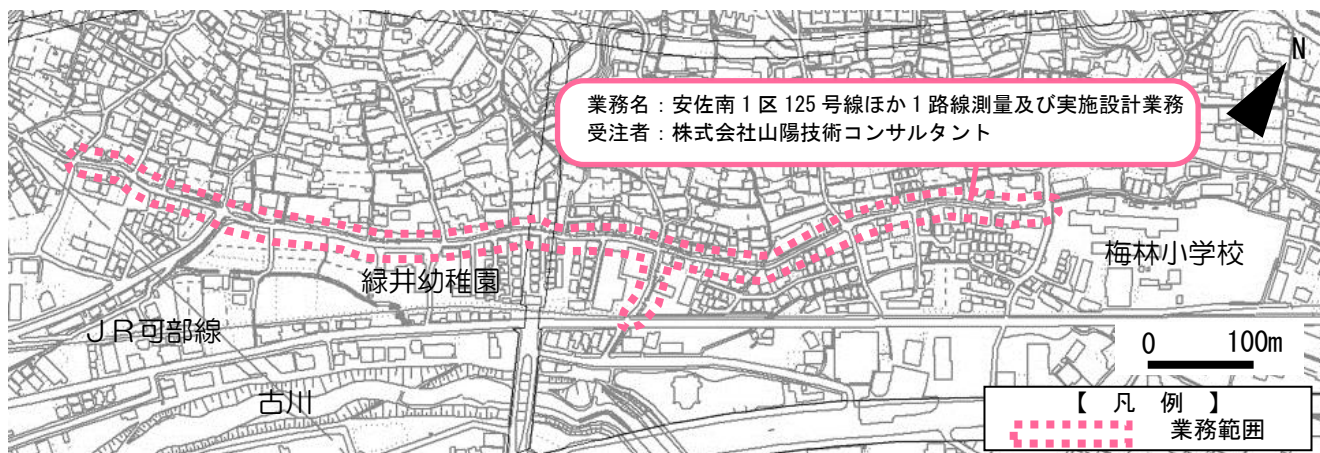 N
業務名：安佐南１区125号線ほか１路線測量及び実施設計業務
受注者：株式会社山陽技術コンサルタント
梅林小学校
緑井幼稚園
ＪＲ可部線
古川
0 100m
【 凡 例 】
業務範囲